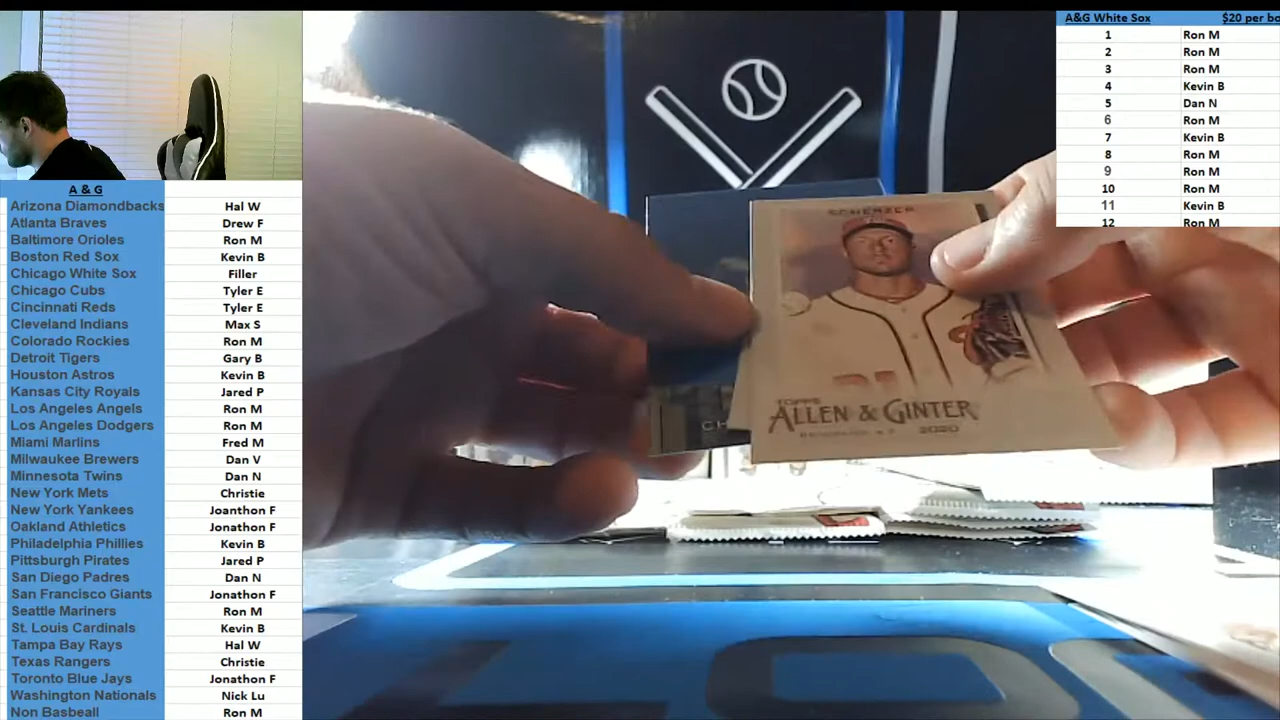 A & G
Arizona Diamondbacks Hal W
Atlanta Braves Drew F
Baltimore Orioles Ron M
Boston Red Sox Kevin B
Chicago White Sox Filler
Chicago Cubs Tyler E
Cincinnati Reds Tyler E
Cleveland Indians Max S
Colorado Rockies Ron M
Detroit Tigers Gary B
Houston Astros Kevin B
Kansas City Royals Jared P
Los Angeles Angels Ron M
Los Angeles Dodgers Ron M
Miami Marlins Fred M
Milwaukee Brewers Dan V
Minnesota Twins Dan N
New York Mets Christie
New York Yankees Joanthon F
Oakland Athletics Jonathon F
Philadelphia Phillies Kevin B
Pittsburgh Pirates Jared P
San Diego Padres Dan N
San Francisco Giants Jonathon F
Seattle Mariners Ron M
St. Louis Cardinals Kevin B
Tampa Bay Rays Hal W
Texas Rangers Christie
Toronto Blue Jays Jonathon F
Washington Nationals Nick Lu
Non Basbeall Ron M
SCHERZER
TOPPS
ALLEN & GINTER
2020
CH
A&G White Sox $20 per bo
1 Ron M
2 Ron M
3 Ron M
4 Kevin B
5 Dan N
6 Ron M
7 Kevin B
8 Ron M
9 Ron M
10 Ron M
11 Kevin B
12 Ron M